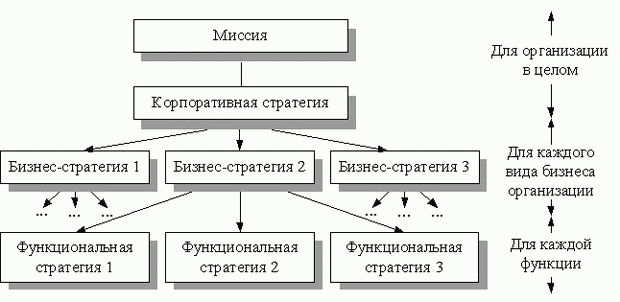 Миссия
Для организации
в целом
Корпоративная стратегия
Бизнес-стратегия 1
Бизнес-стратегия 2
Бизнес-стратегия 3
Для каждого
вида бизнеса
организации
... ... ... ... ... ...
Функциональная
стратегия 1
Функциональная
стратегия 2
Функциональная
стратегия 3
Для каждой
функции